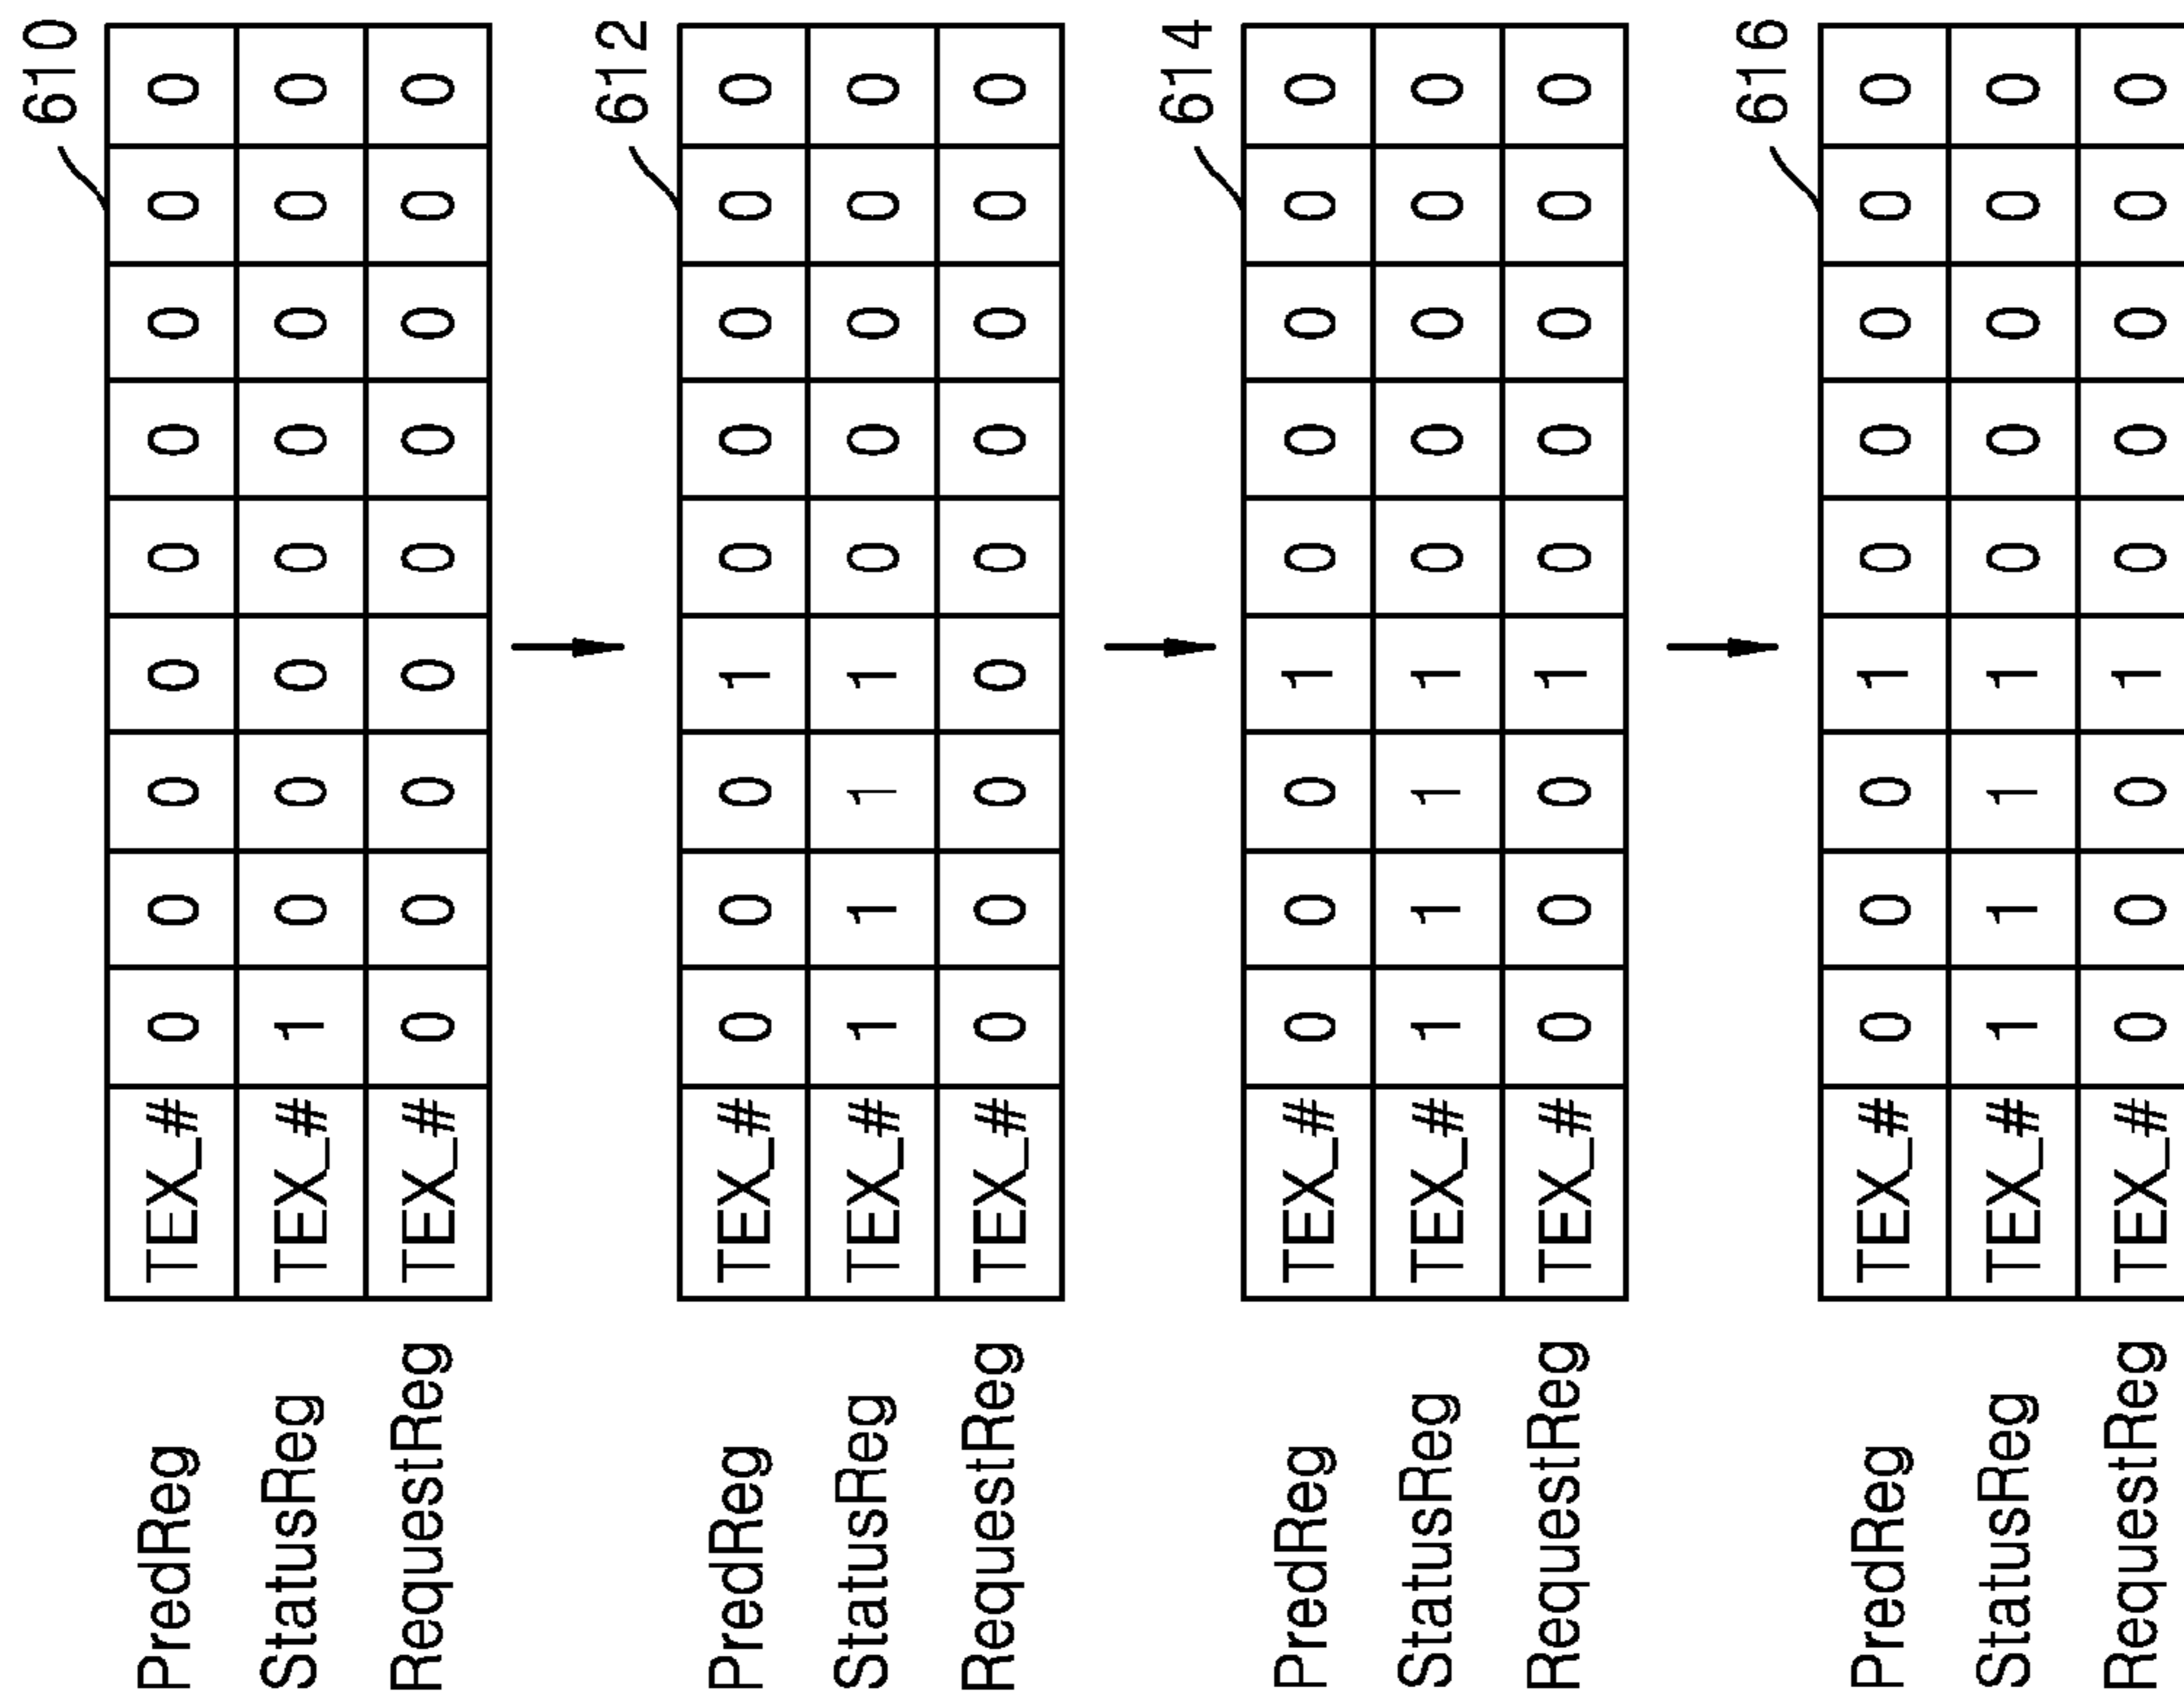 610
PredReg TEX_# 0 0 0 0 0 0 0 0 0
StatusReg TEX_# 1 0 0 0 0 0 0 0 0
RequestReg TEX_# 0 0 0 0 0 0 0 0 0
612
PredReg TEX_# 0 0 0 1 0 0 0 0 0
StatusReg TEX_# 1 1 1 1 0 0 0 0 0
RequestReg TEX_# 0 0 0 0 0 0 0 0 0
614
PredReg TEX_# 0 0 0 1 0 0 0 0 0
StatusReg TEX_# 1 1 1 1 0 0 0 0 0
RequestReg TEX_# 0 0 0 1 0 0 0 0 0
616
PredReg TEX_# 0 0 0 1 0 0 0 0 0
StatusReg TEX_# 1 1 1 1 0 0 0 0 0
RequestReg TEX_# 0 0 0 1 0 0 0 0 0